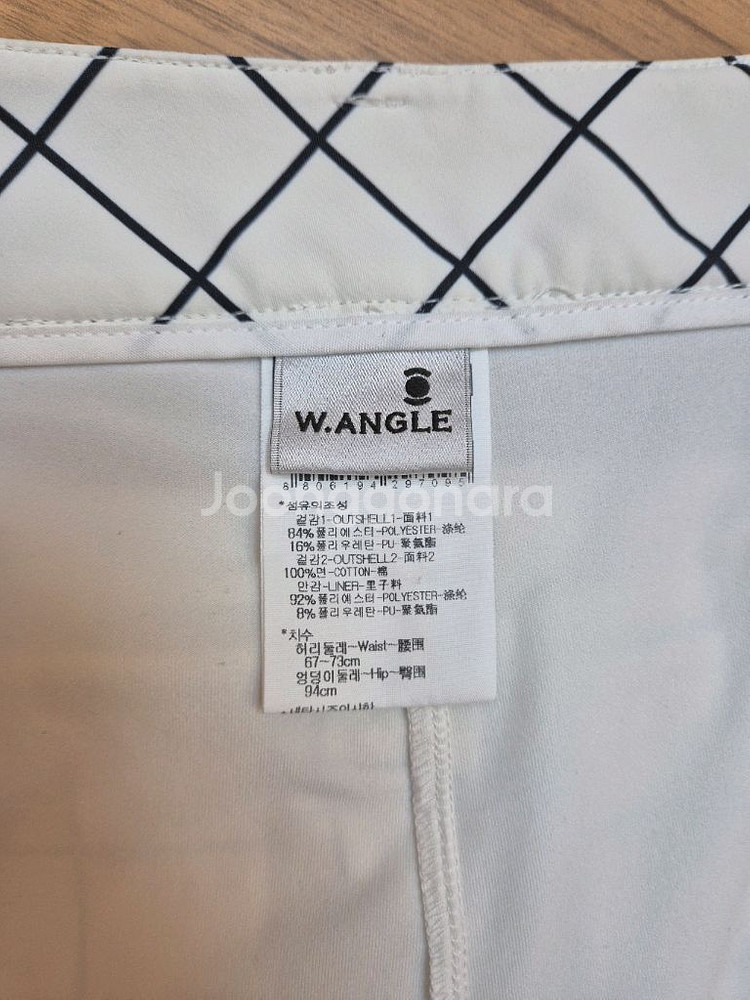 W.ANGLE
8 806194 297095
Joonggonara
*섬유의조성
겉감1-OUTSHELL1-面料1
84%폴리에스터-POLYESTER-涤纶
16%폴리우레탄-PU-聚氨酯
겉감2-OUTSHELL2-面料2
100%면-COTTON-棉
안감-LINER-里子料
92%폴리에스터-POLYESTER-涤纶
8%폴리우레탄-PU-聚氨酯
*치수
허리둘레~Waist~腰围
67~73cm
엉덩이둘레~Hip~臀围
94cm